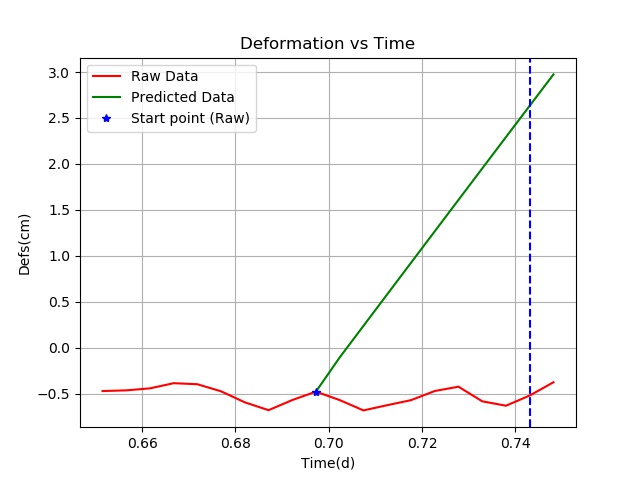 Deformation vs Time
Raw Data
Predicted Data
Start point (Raw)
3.0
2.5
2.0
1.5
1.0
0.5
0.0
−0.5
Defs(cm)
0.66
0.68
0.70
0.72
0.74
Time(d)